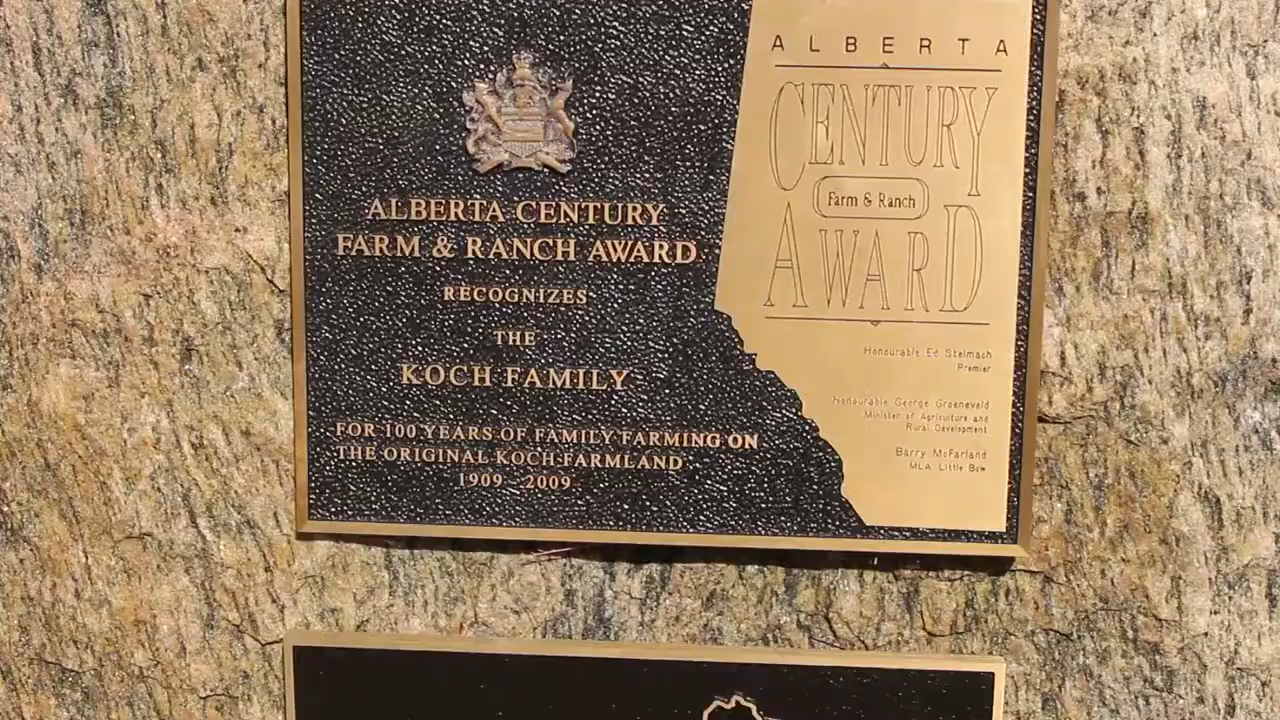 ALBERTA CENTURY
FARM & RANCH AWARD
RECOGNIZES
THE
KOCH FAMILY
FOR 100 YEARS OF FAMILY FARMING ON
THE ORIGINAL KOCH FARMLAND
1909 2009
ALBERTA
CENTURY
Farm & Ranch
AWARD
Honourable Ed Stelmach
Premier
Honourable George Groeneveld
Minister of Agriculture and
Rural Development
Barry McFarland
MLA Little Bow